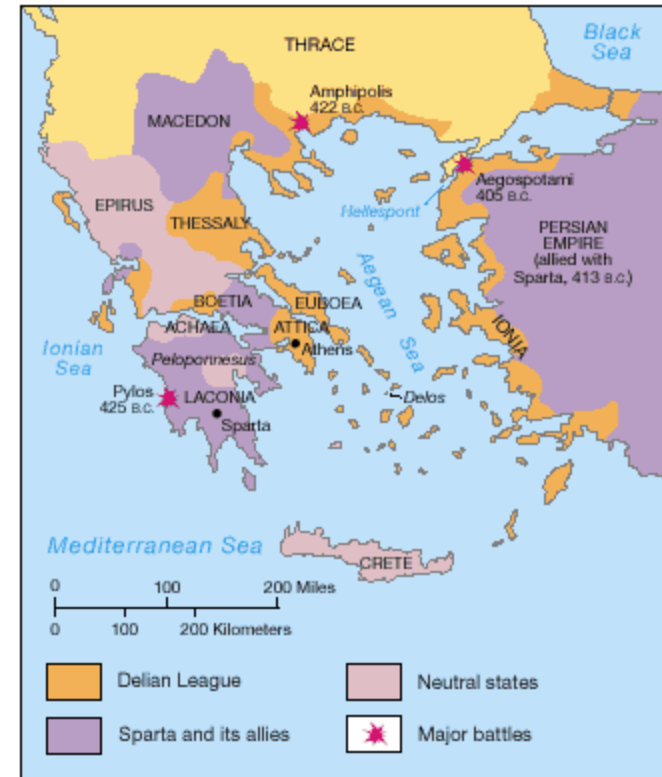 THRACE
Black
Sea
Amphipolis
422 B.C.
MACEDON
Aegospotami
405 B.C.
EPIRUS
Hellespont
THESSALY
PERSIAN
EMPIRE
(allied with
Sparta, 413 B.C.)
Aegean
Sea
BOETIA
EUBOEA
ACHAEA
ATTICA
IONIA
Athens
Ionian
Sea
Peloponnesus
Pylos
425 B.C.
LACONIA
Delos
Sparta
Mediterranean Sea
CRETE
0 100 200 Miles
0 100 200 Kilometers
Delian League
Neutral states
Sparta and its allies
Major battles